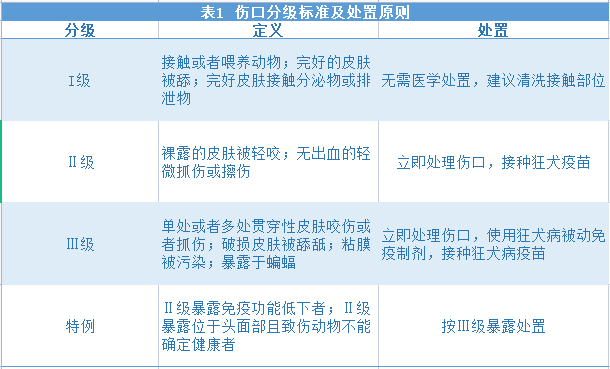 表1 伤口分级标准及处置原则
分级 定义 处置
Ⅰ级
接触或者喂养动物；完好的皮肤
被舔；完好皮肤接触分泌物或排
泄物
无需医学处置，建议清洗接触部位
Ⅱ级
裸露的皮肤被轻咬；无出血的轻
微抓伤或擦伤
立即处理伤口，接种狂犬疫苗
Ⅲ级
单处或者多处贯穿性皮肤咬伤或
者抓伤；破损皮肤被舔舐；粘膜
被污染；暴露于蝙蝠
立即处理伤口，使用狂犬病被动免
疫制剂，接种狂犬病疫苗
特例
Ⅱ级暴露免疫功能低下者；Ⅱ级
暴露位于头面部且致伤动物不能
确定健康者
按Ⅲ级暴露处置